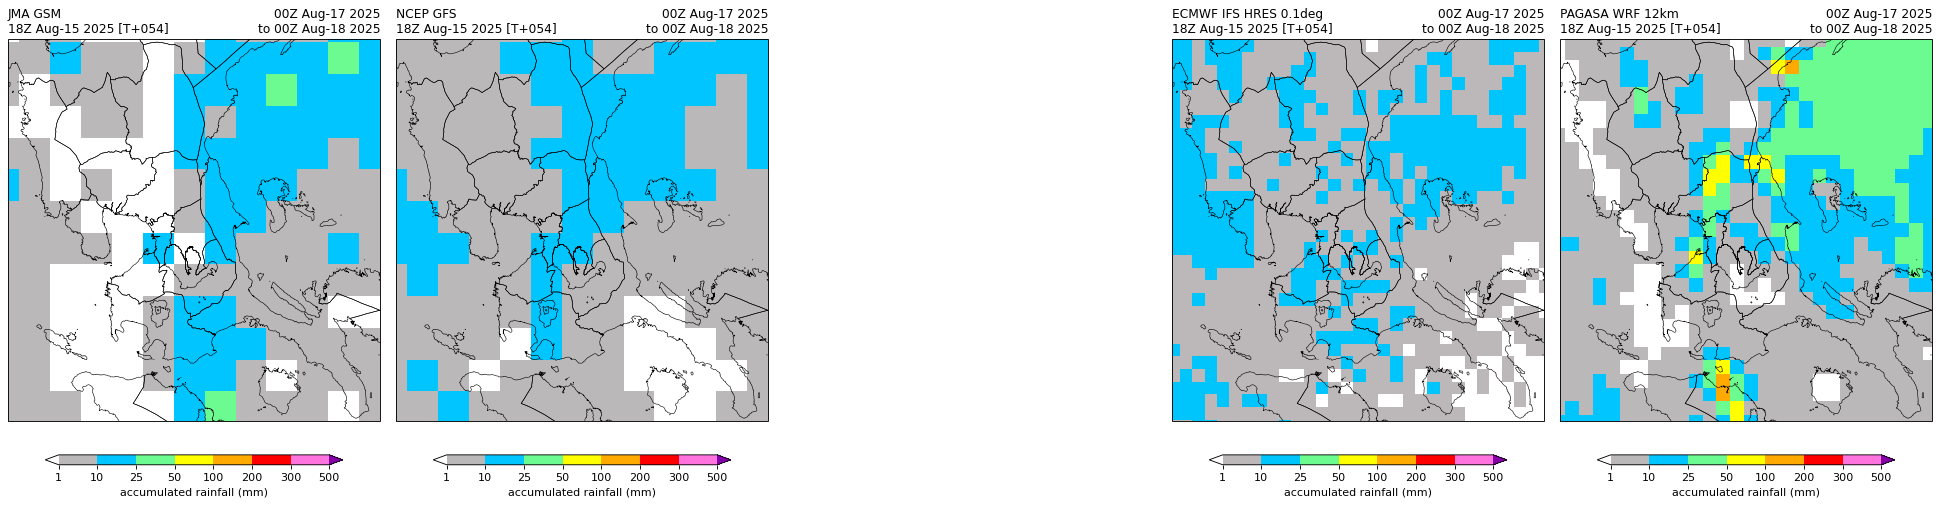 JMA GSM 00Z Aug-17 2025
18Z Aug-15 2025 [T+054] to 00Z Aug-18 2025
NCEP GFS 00Z Aug-17 2025
18Z Aug-15 2025 [T+054] to 00Z Aug-18 2025
ECMWF IFS HRES 0.1deg 00Z Aug-17 2025
18Z Aug-15 2025 [T+054] to 00Z Aug-18 2025
PAGASA WRF 12km 00Z Aug-17 2025
18Z Aug-15 2025 [T+054] to 00Z Aug-18 2025
1 10 25 50 100 200 300 500
accumulated rainfall (mm)
1 10 25 50 100 200 300 500
accumulated rainfall (mm)
1 10 25 50 100 200 300 500
accumulated rainfall (mm)
1 10 25 50 100 200 300 500
accumulated rainfall (mm)